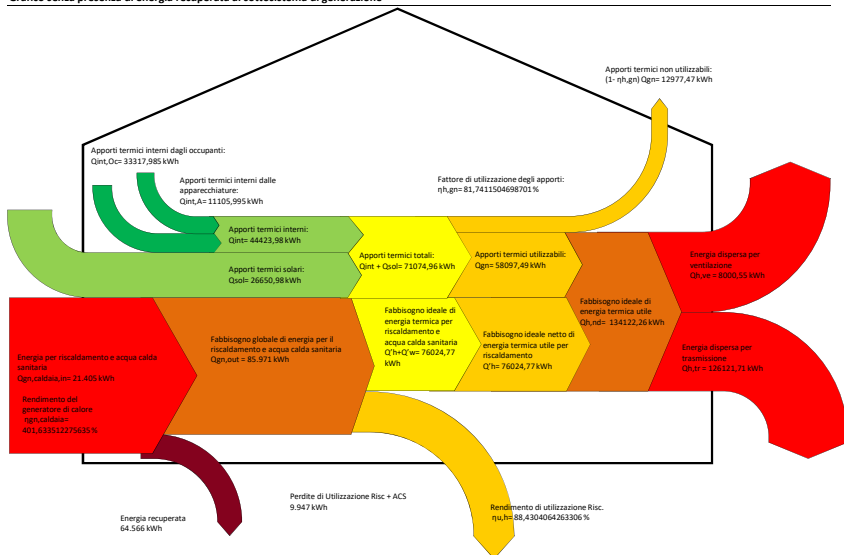 Grafico senza presenza di energia recuperata di sottosistema di generazione
Apporti termici non utilizzabili:
(1- ηh,gn) Qgn= 12977,47 kWh
Apporti termici interni dagli occupanti:
Qint,Oc= 33317,985 kWh
Apporti termici interni dalle
apparecchiature:
Qint,A= 11105,995 kWh
Fattore di utilizzazione degli apporti:
ηh,gn= 81,7411504698701 %
Apporti termici interni:
Qint= 44423,98 kWh
Apporti termici solari:
Qsol= 26650,98 kWh
Apporti termici totali:
Qint + Qsol= 71074,96 kWh
Apporti termici utilizzabili:
Qgn= 58097,49 kWh
Energia dispersa per
ventilazione
Qh,ve= 8000,55 kWh
Fabbisogno ideale di
energia termica utile
Qh,nd= 134122,26 kWh
Energia dispersa per
trasmissione
Qh,tr = 126121,71 kWh
Fabbisogno ideale di
energia termica per
riscaldamento e
acqua calda sanitaria
Q'h+Q'w= 76024,77
kWh
Fabbisogno ideale netto di
energia termica utile per
riscaldamento
Q'h= 76024,77 kWh
Fabbisogno globale di energia per il
riscaldamento e acqua calda sanitaria
Qgn,out = 85.971 kWh
Energia per riscaldamento e acqua calda
sanitaria
Qgn,caldaia,in= 21.405 kWh
Rendimento del
generatore di calore
ηgn,caldaia=
401,633512275635 %
Energia recuperata
64.566 kWh
Perdite di Utilizzazione Risc + ACS
9.947 kWh
Rendimento di utilizzazione Risc.
ηu,h= 88,4304064263306 %